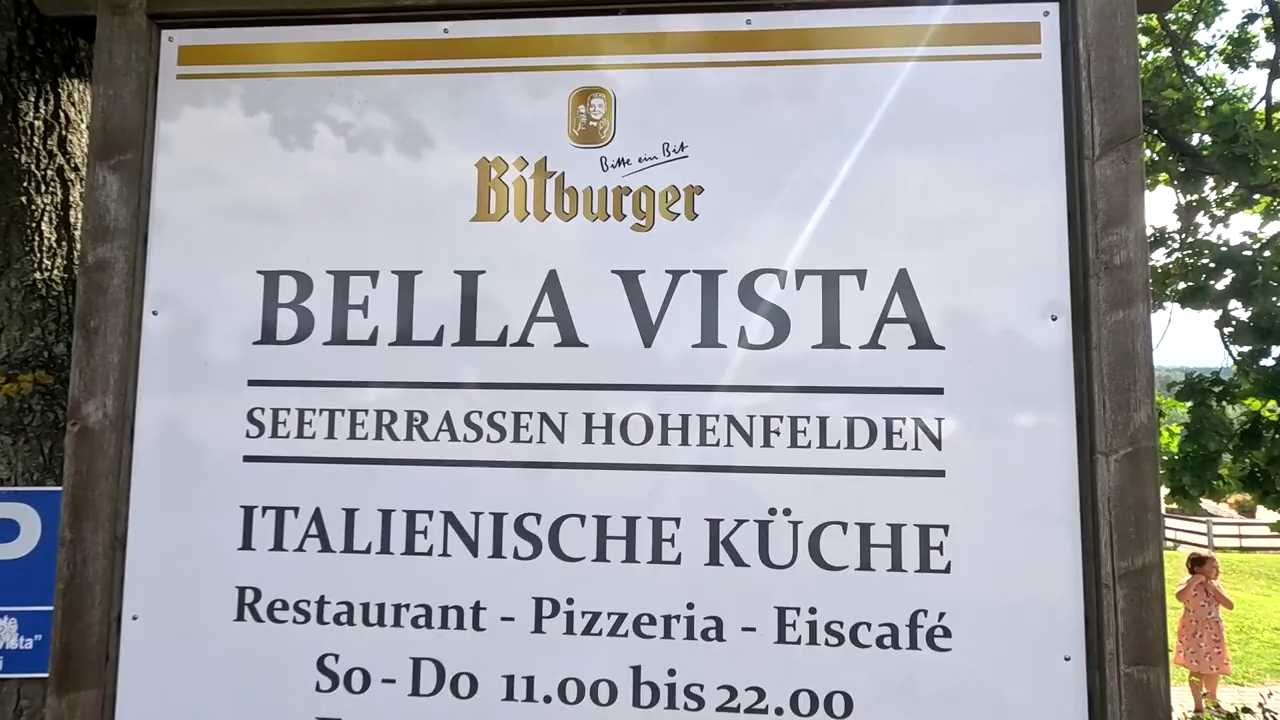 Bitte ein Bit
Bitburger
BELLA VISTA
SEETERRASSEN HOHENFELDEN
ITALIENISCHE KÜCHE
Restaurant - Pizzeria - Eiscafé
So - Do 11.00 bis 22.00
P